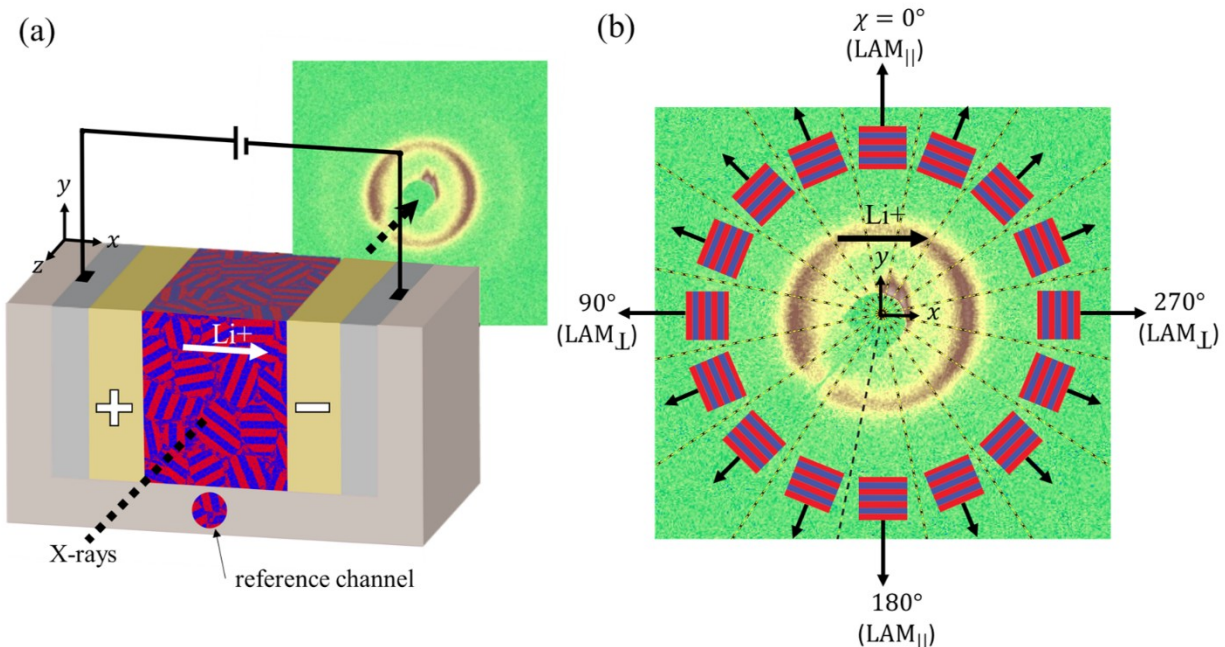 (a)
y
x
z
Li+
+
−
X-rays
reference channel
(b)
χ = 0°
(LAM||)
Li+
y
x
90°
(LAM⊥)
270°
(LAM⊥)
180°
(LAM||)